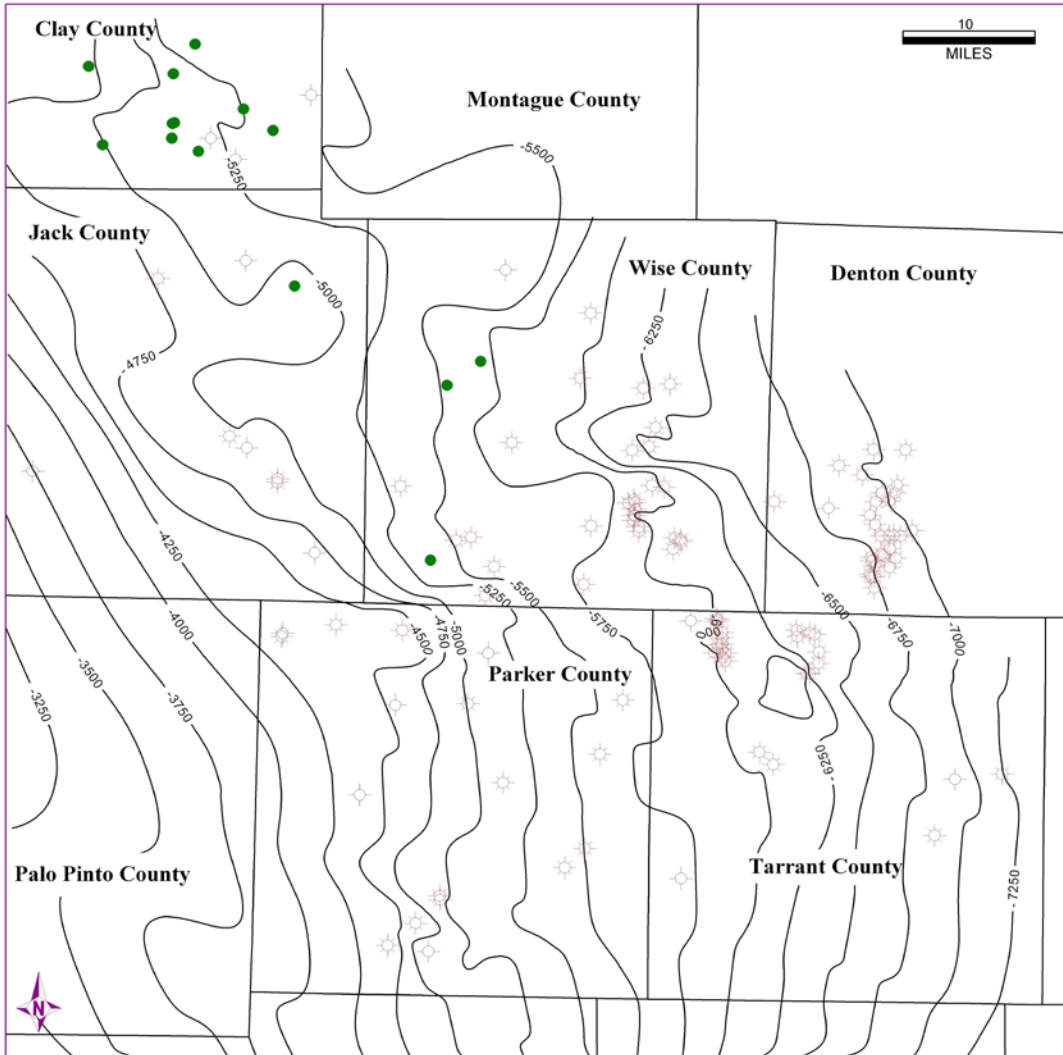 Clay County
10
MILES
Montague County
-5500
-5250
Jack County
Wise County
Denton County
-5000
-6250
-4750
-4250
-4000
-5250
-5500
-5750
-6500
-6750
-7000
-4500
-4750
-5000
-6000
-3250
-3500
-3750
Parker County
-6250
Palo Pinto County
Tarrant County
-7250
N